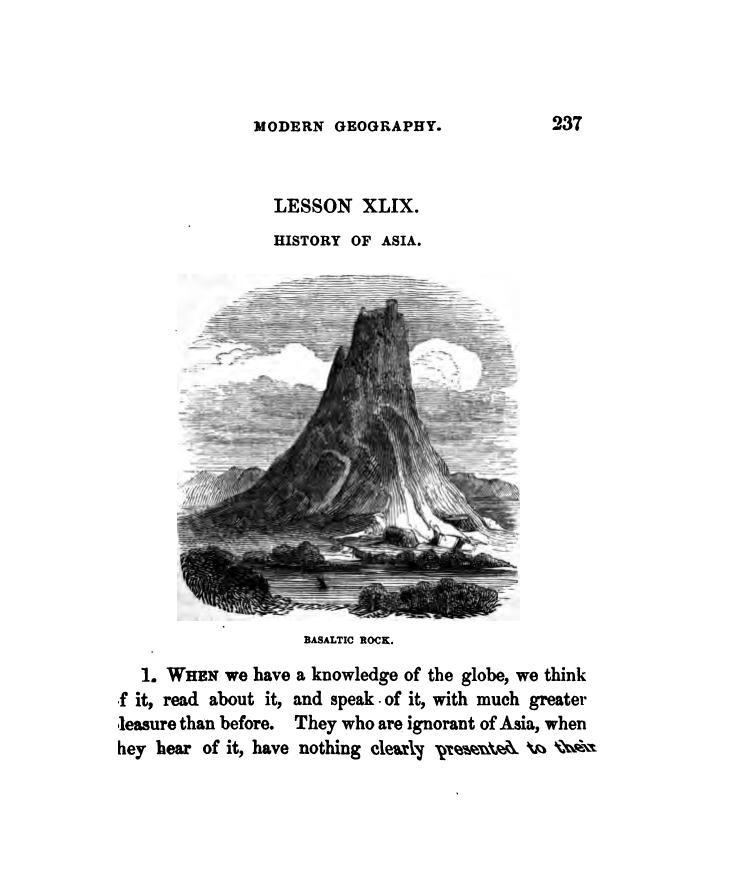 MODERN GEOGRAPHY. 237
LESSON XLIX.
HISTORY OF ASIA.
BASALTIC ROCK.
1. WHEN we have a knowledge of the globe, we think
f it, read about it, and speak of it, with much greater
leasure than before. They who are ignorant of Asia, when
hey hear of it, have nothing clearly presented to their